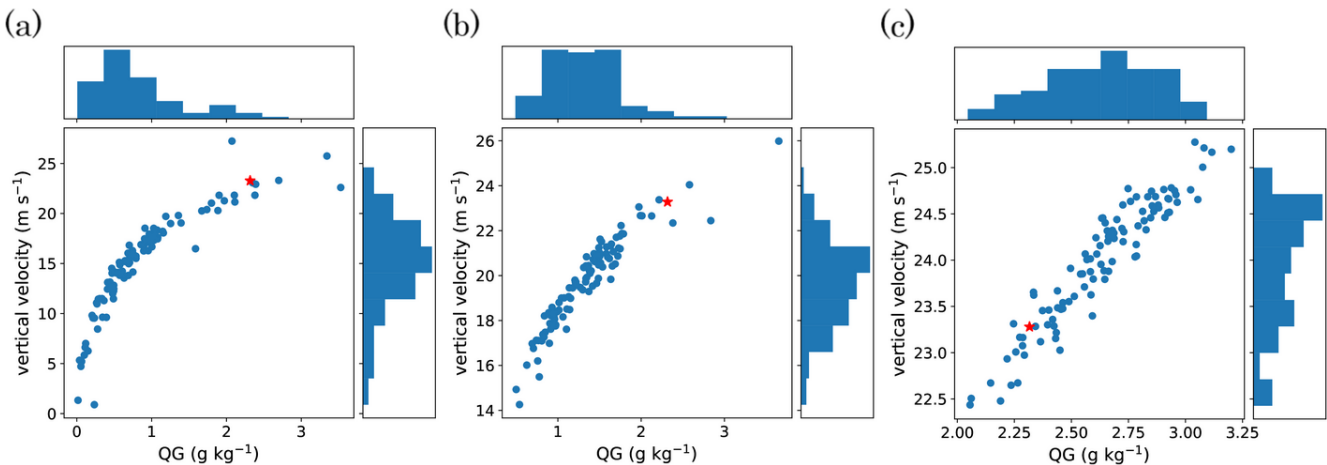 (a)
25
20
15
10
5
0
vertical velocity (m s⁻¹)
0 1 2 3
QG (g kg⁻¹)
(b)
26
24
22
20
18
16
14
vertical velocity (m s⁻¹)
1 2 3
QG (g kg⁻¹)
(c)
25.0
24.5
24.0
23.5
23.0
22.5
vertical velocity (m s⁻¹)
2.00 2.25 2.50 2.75 3.00 3.25
QG (g kg⁻¹)